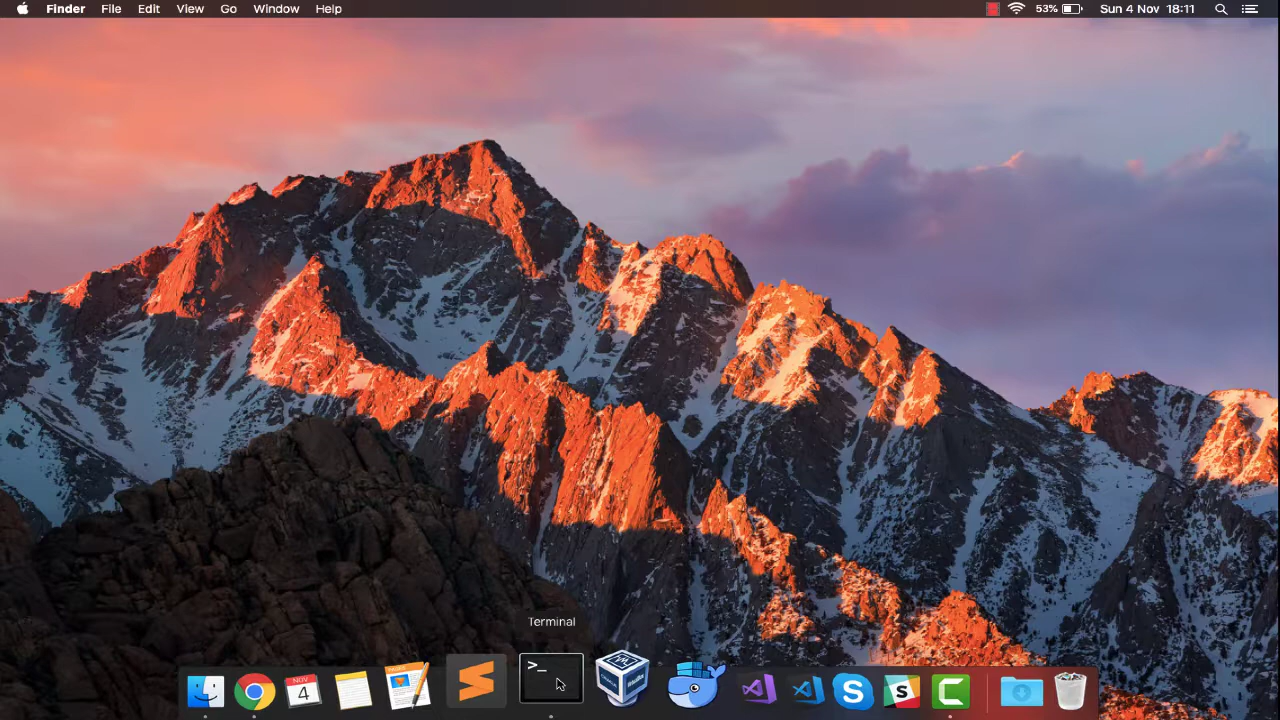 Finder File Edit View Go Window Help 53% Sun 4 Nov 18:11
Terminal
NOV
4
>_
S
S
C